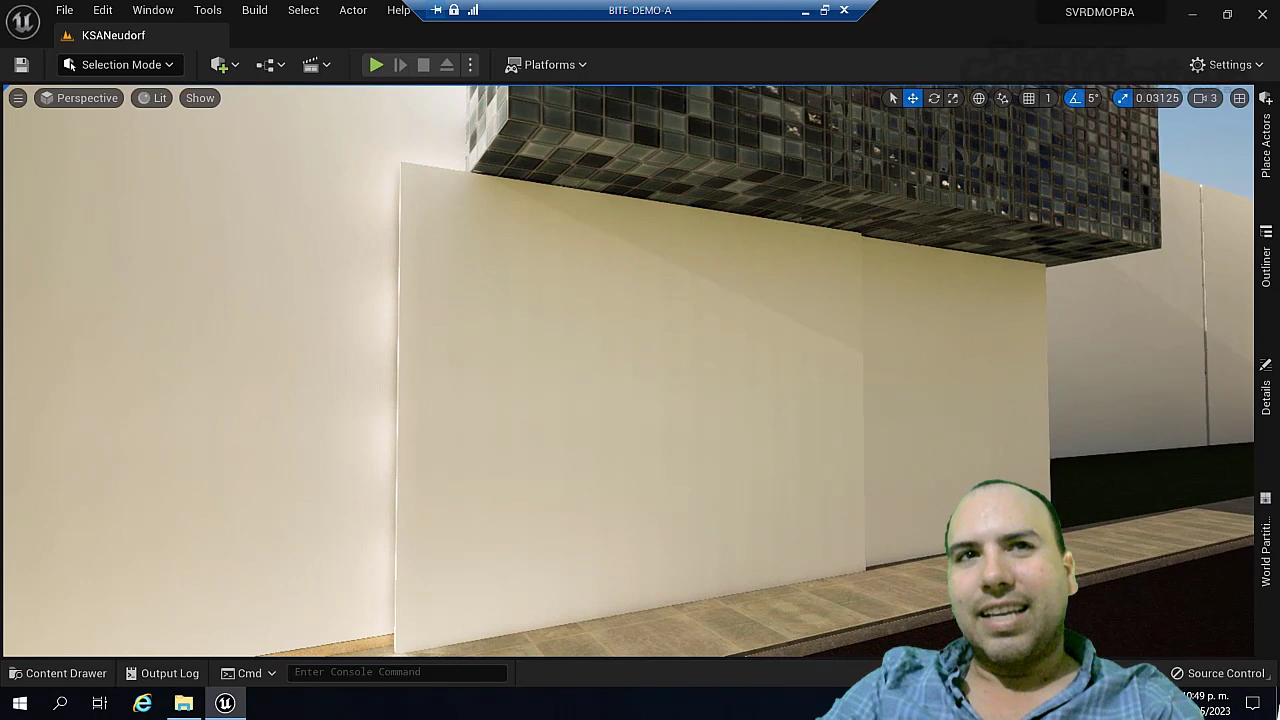 File Edit Window Tools Build Select Actor Help
BITE-DEMO-A
SVRDMOPBA
KSANeudorf
Selection Mode
Platforms
Settings
Perspective Lit Show
1 5° 0.03125 3
Place Actors
Outliner
Details
World Partiti...
Content Drawer Output Log Cmd Enter Console Command
Source Control
:49 p. m.
/2023